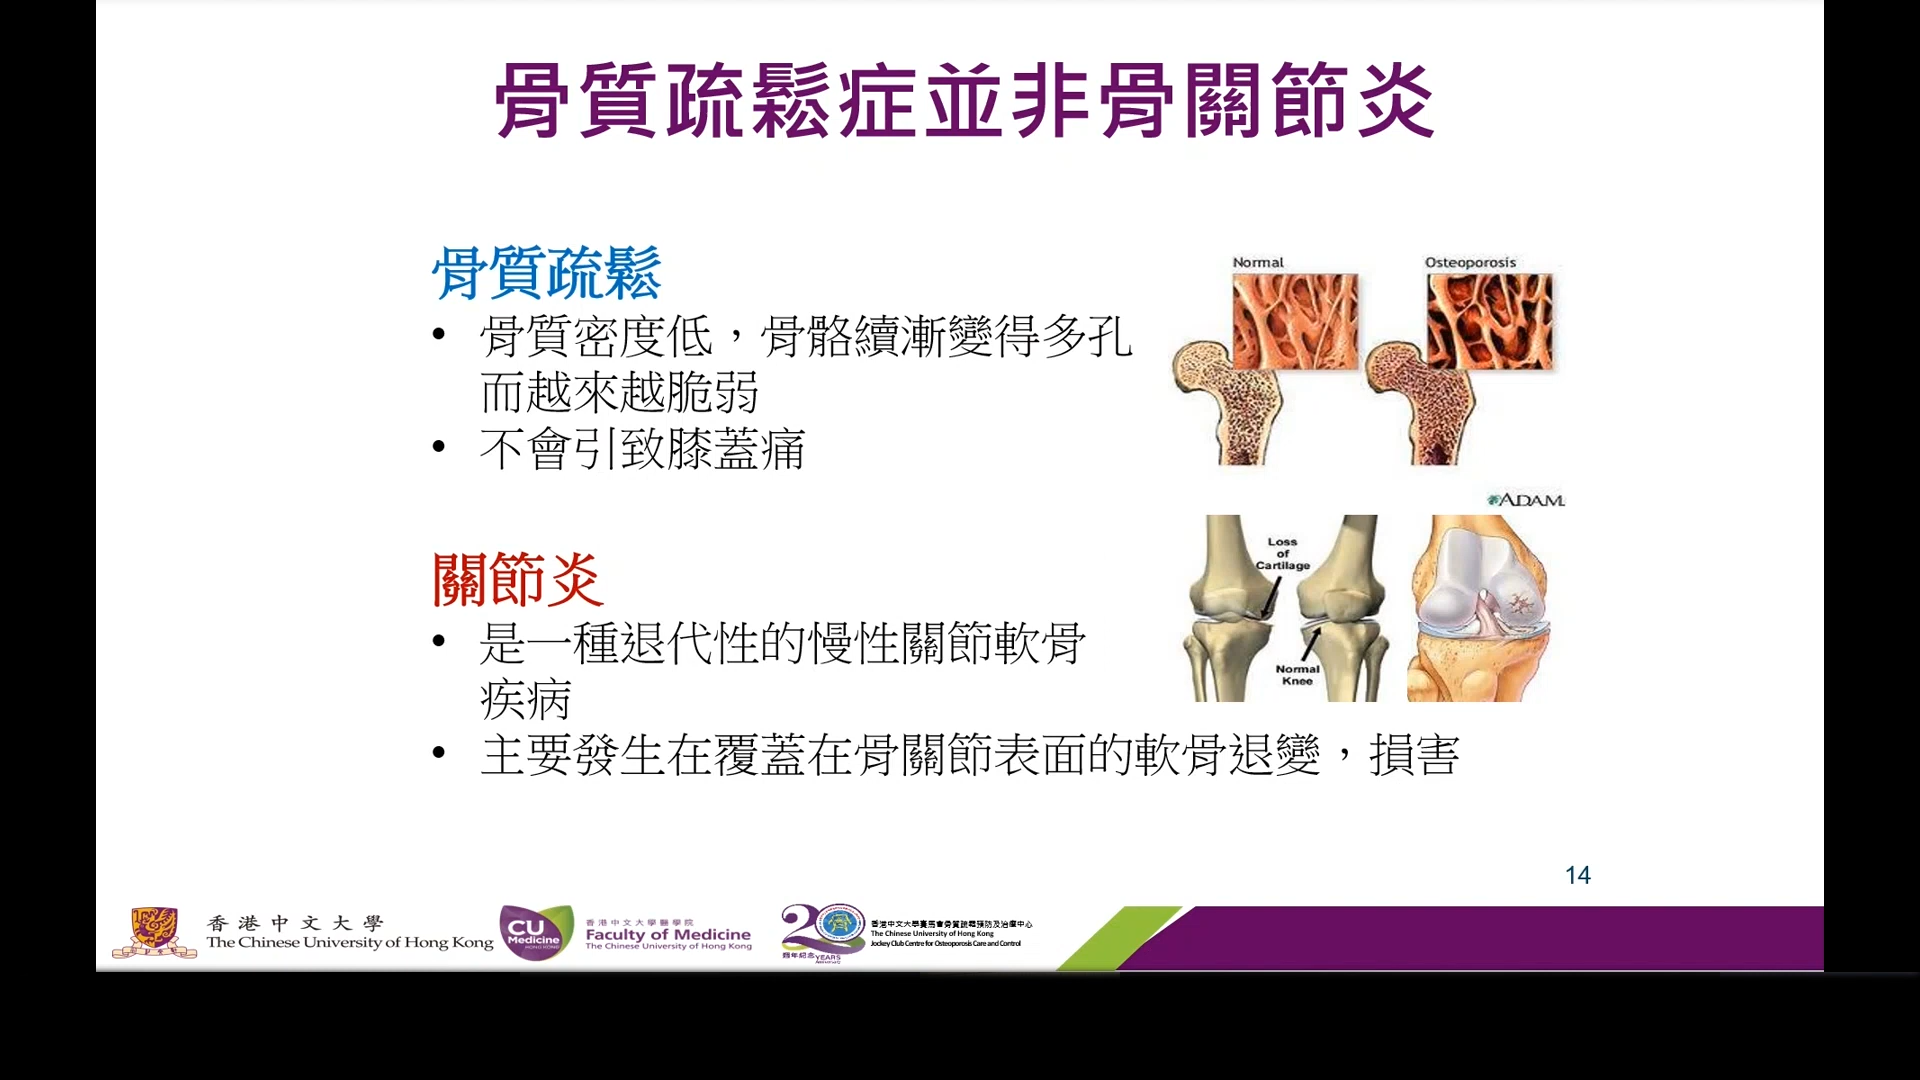 骨質疏鬆症並非骨關節炎
骨質疏鬆
• 骨質密度低，骨骼續漸變得多孔
而越來越脆弱
• 不會引致膝蓋痛
Normal
Osteoporosis
ADAM.
關節炎
• 是一種退代性的慢性關節軟骨
疾病
• 主要發生在覆蓋在骨關節表面的軟骨退變，損害
Loss
of
Cartilage
Normal
Knee
14
香港中文大學
The Chinese University of Hong Kong
CU
Medicine
HONG KONG
香港中文大學醫學院
Faculty of Medicine
The Chinese University of Hong Kong
20
週年紀念 YEARS
Anniversary
香港中文大學賽馬會骨質疏鬆預防及治療中心
The Chinese University of Hong Kong
Jockey Club Centre for Osteoporosis Care and Control